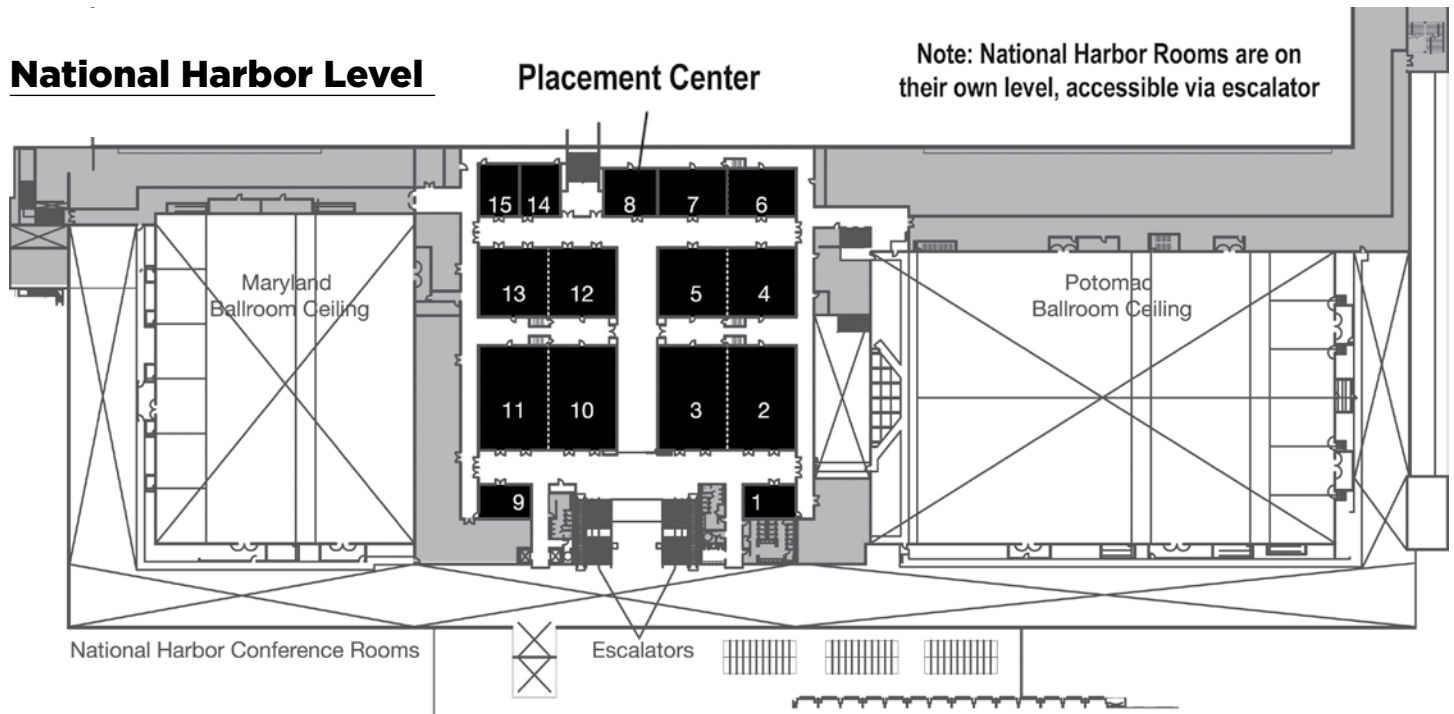 National Harbor Level
Placement Center
Note: National Harbor Rooms are on
their own level, accessible via escalator
15
14
8
7
6
Maryland
Ballroom Ceiling
13
12
5
4
Potomac
Ballroom Ceiling
11
10
3
2
9
1
National Harbor Conference Rooms
Escalators